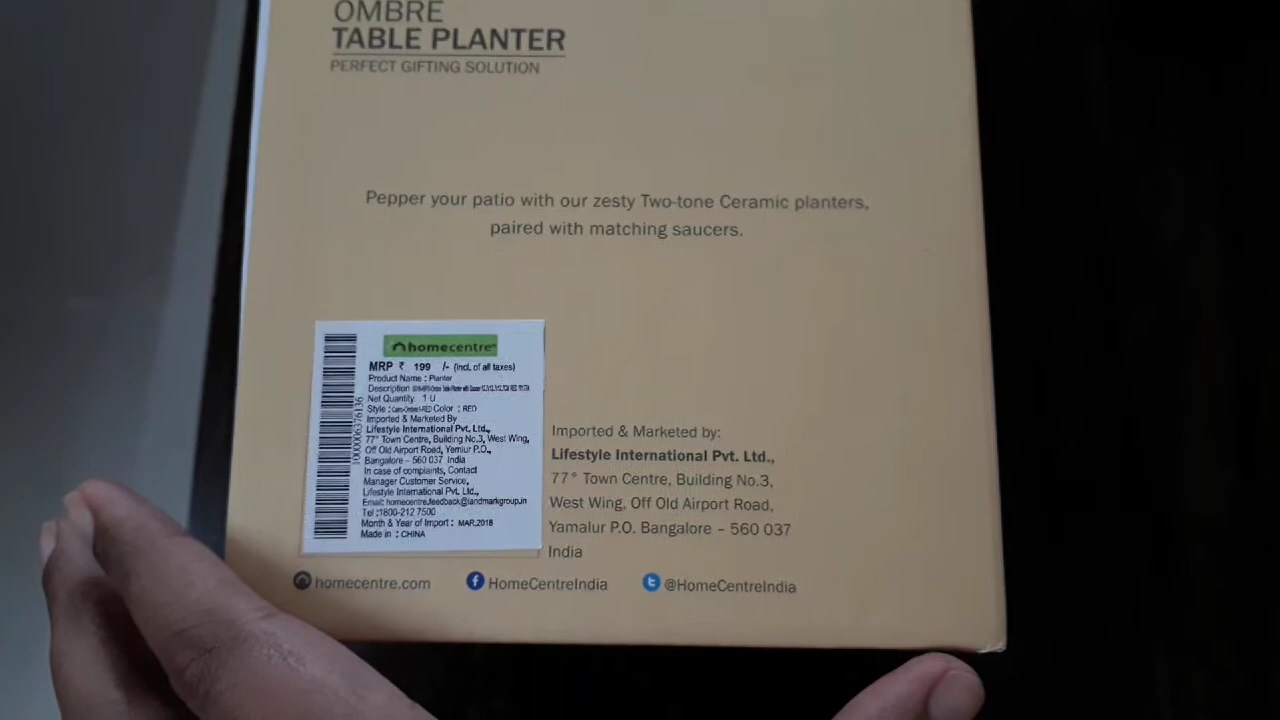 OMBRE
TABLE PLANTER
PERFECT GIFTING SOLUTION
Pepper your patio with our zesty Two-tone Ceramic planters,
paired with matching saucers.
homecentre
MRP ₹ 199 /- (Incl. of all taxes)
Product Name : Planter
Description
Net Quantity 1 U
Style : Color : RED
Imported & Marketed By
Lifestyle International Pvt. Ltd.,
77° Town Centre, Building No.3, West Wing,
Off Old Airport Road, Yemlur P.O.,
Bangalore – 560 037 India
In case of complaints, Contact
Manager Customer Service,
Lifestyle International Pvt. Ltd.,
Email: homecentre.feedback@landmarkgroup.in
Tel :1800-212 7500
Month & Year of Import : MAR,2018
Made in : CHINA
1000006376136
Imported & Marketed by:
Lifestyle International Pvt. Ltd.,
77° Town Centre, Building No.3,
West Wing, Off Old Airport Road,
Yamalur P.O. Bangalore – 560 037
India
homecentre.com HomeCentreIndia @HomeCentreIndia